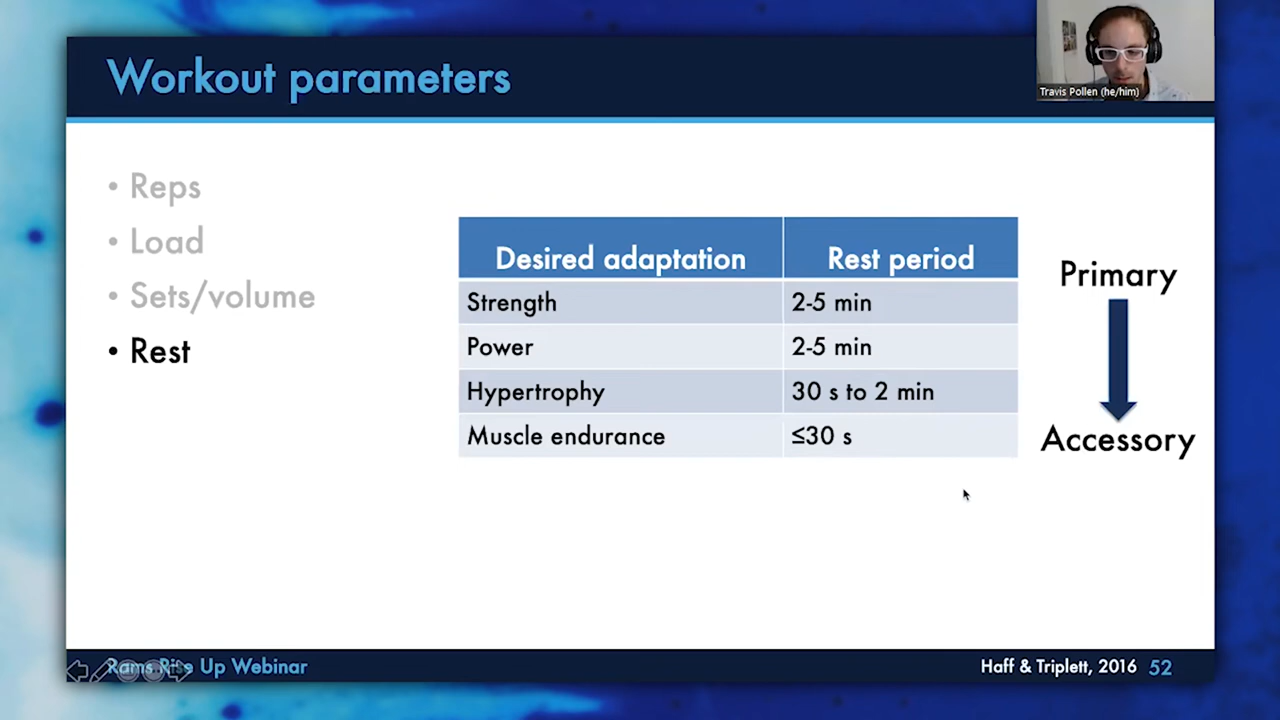 Workout parameters
Travis Pollen (he/him)
• Reps
• Load
• Sets/volume
• Rest
Desired adaptation Rest period
Strength 2-5 min
Power 2-5 min
Hypertrophy 30 s to 2 min
Muscle endurance ≤30 s
Primary
Accessory
Rams Rise Up Webinar
Haff & Triplett, 2016 52